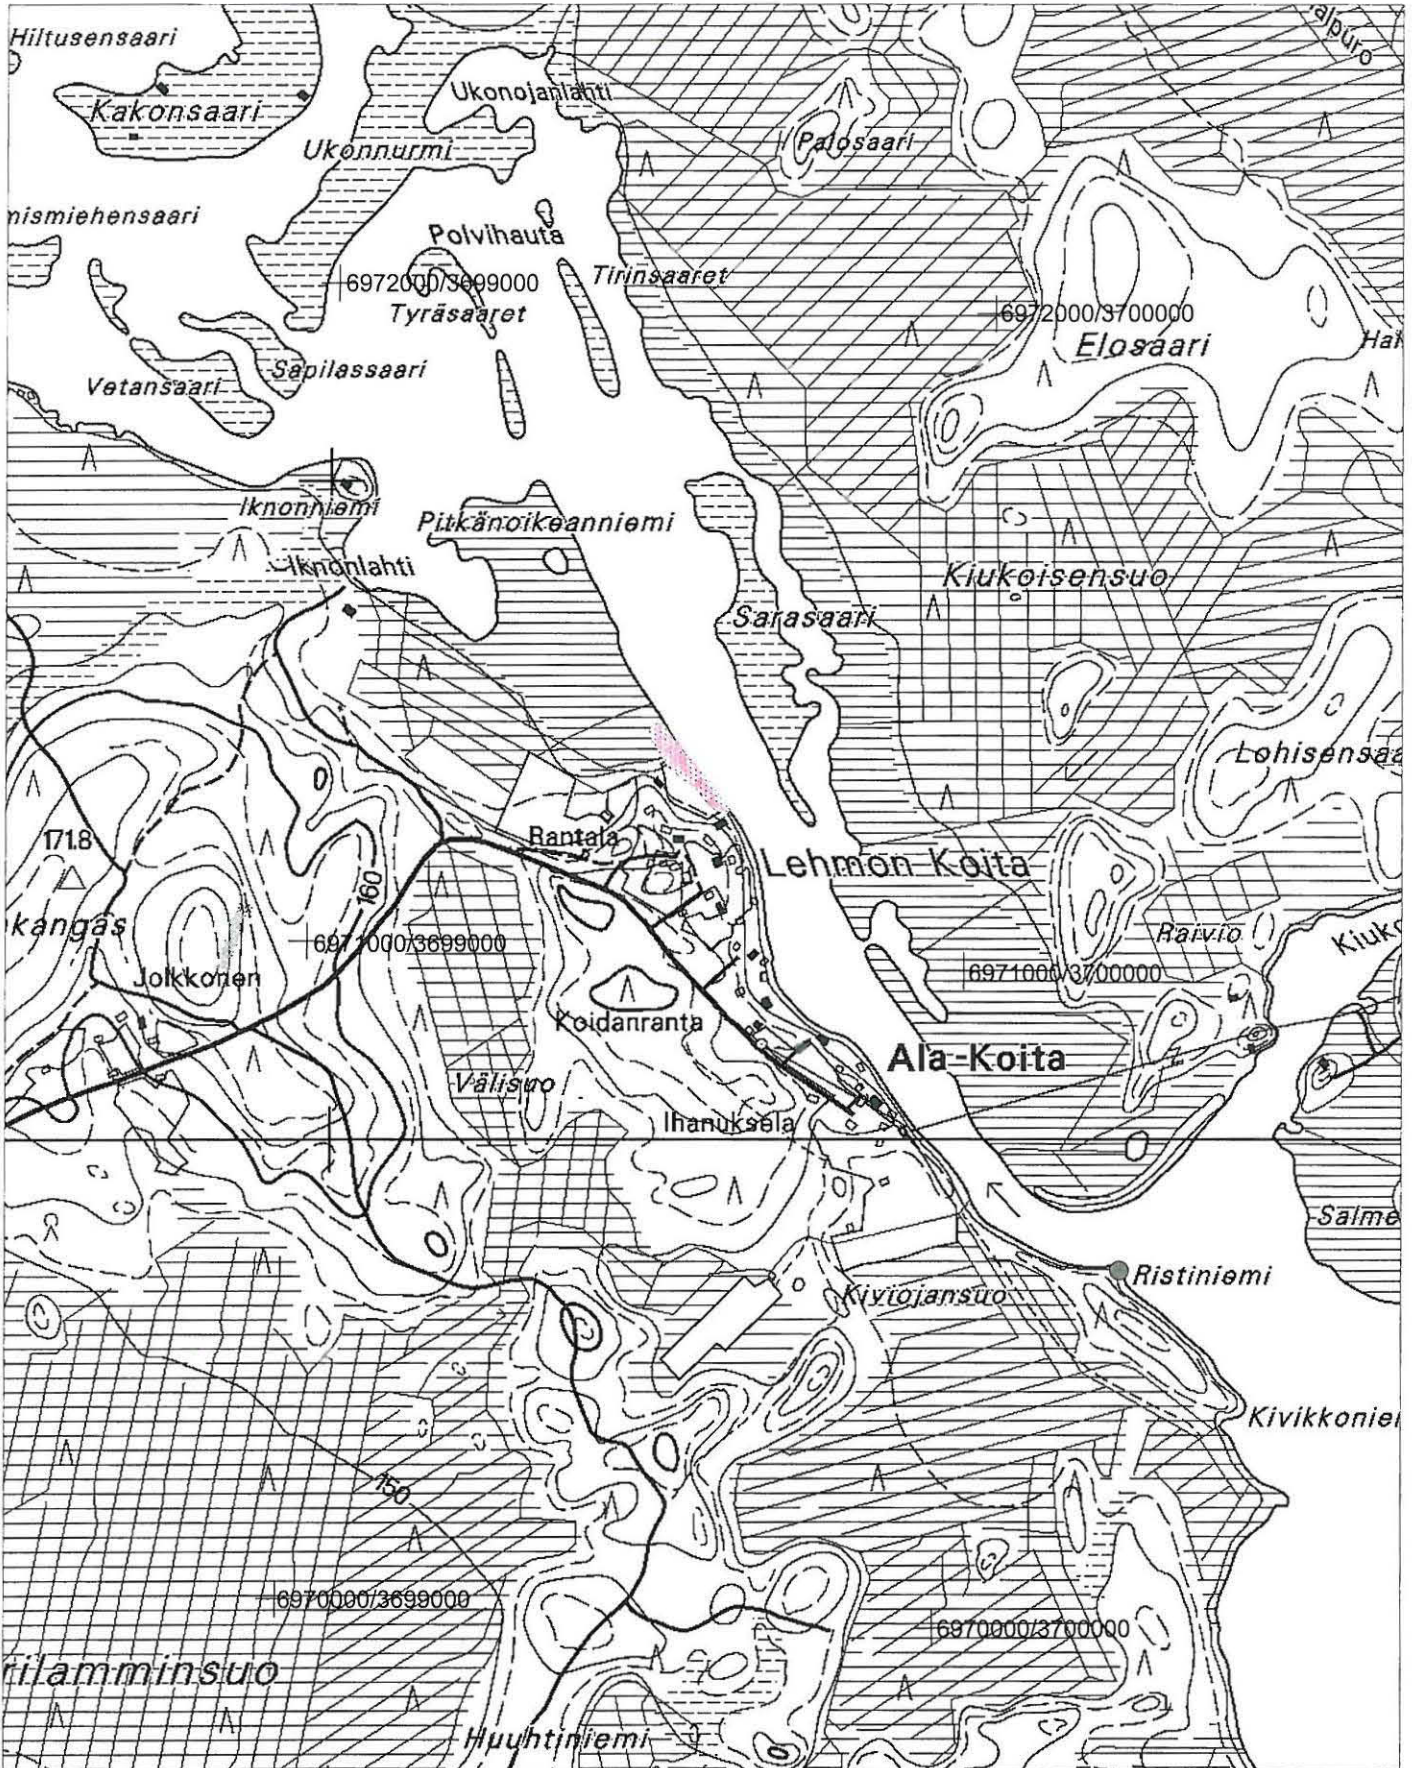 Hiltusensaari
Kakonsaari
Ukonojanlahti
Ukonnurmi
Palosaari
mismiehensaari
Polvihauta
Tirinsaaret
6972000/3699000
Tyräsaaret
6972000/3700000
Elosaari
Sapilassaari
Vetansaari
Iknonniemi
Pitkänoikeanniemi
Iknonlahti
Kiukoisensuo
Sarasaari
Lohisensaa
171.8
Rantala
Lehmon Koita
160
kangas
6971000/3699000
Raivio
Jolkkonen
6971000/3700000
Koidanranta
Ala-Koita
Välisuo
Ihanuksela
Salme
Ristiniemi
Kiviojansuo
Kivikkoniei
150
6970000/3699000
6970000/3700000
rilamminsuo
Huuhtiniemi